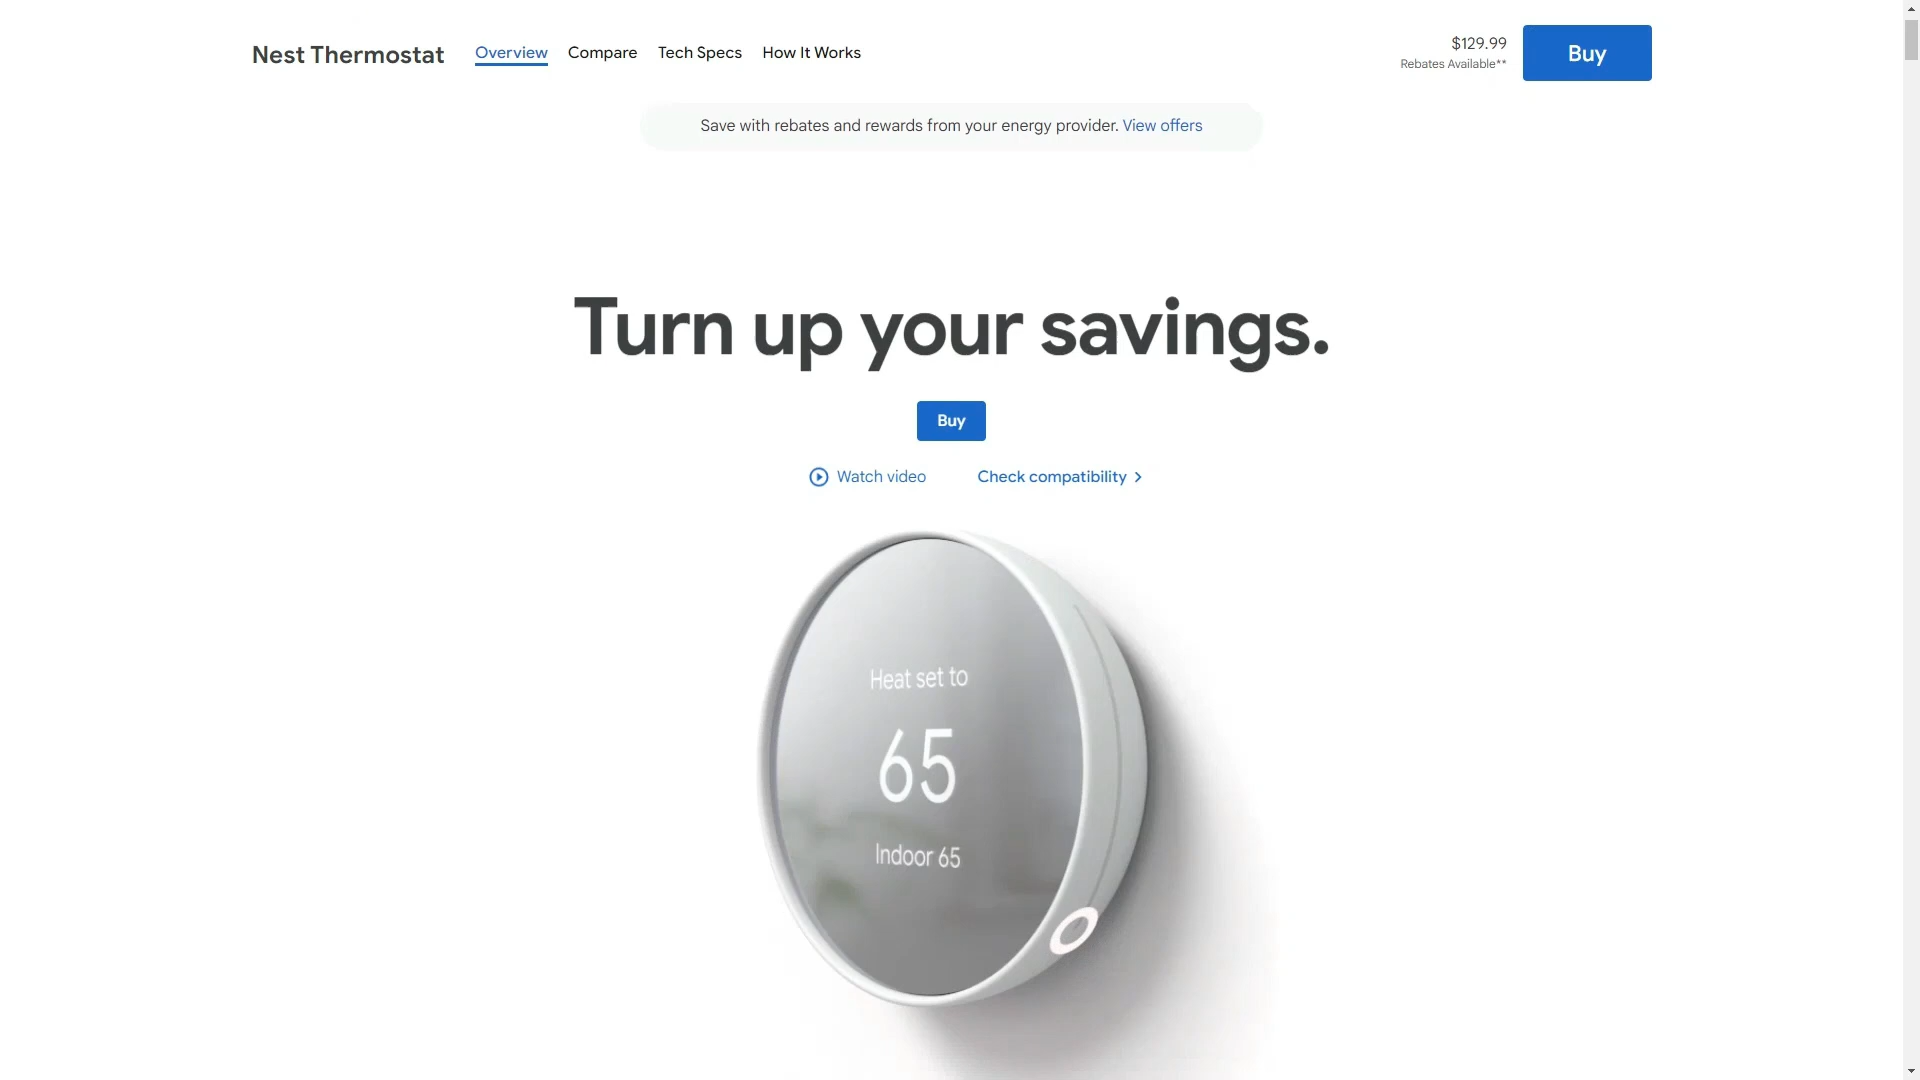 Nest Thermostat
Overview
Compare
Tech Specs
How It Works
$129.99
Rebates Available**
Buy
Save with rebates and rewards from your energy provider. View offers
Turn up your savings.
Buy
Watch video
Check compatibility
Heat set to
65
Indoor 65